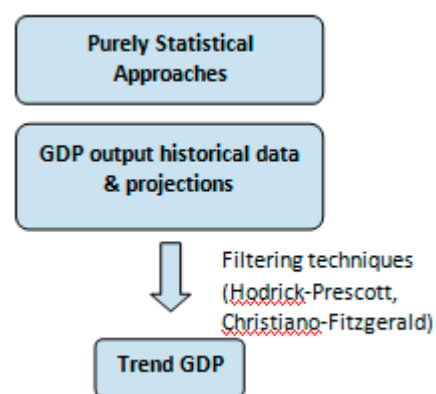 Purely Statistical
Approaches
GDP output historical data
& projections
Filtering techniques
(Hodrick-Prescott,
Christiano-Fitzgerald)
Trend GDP